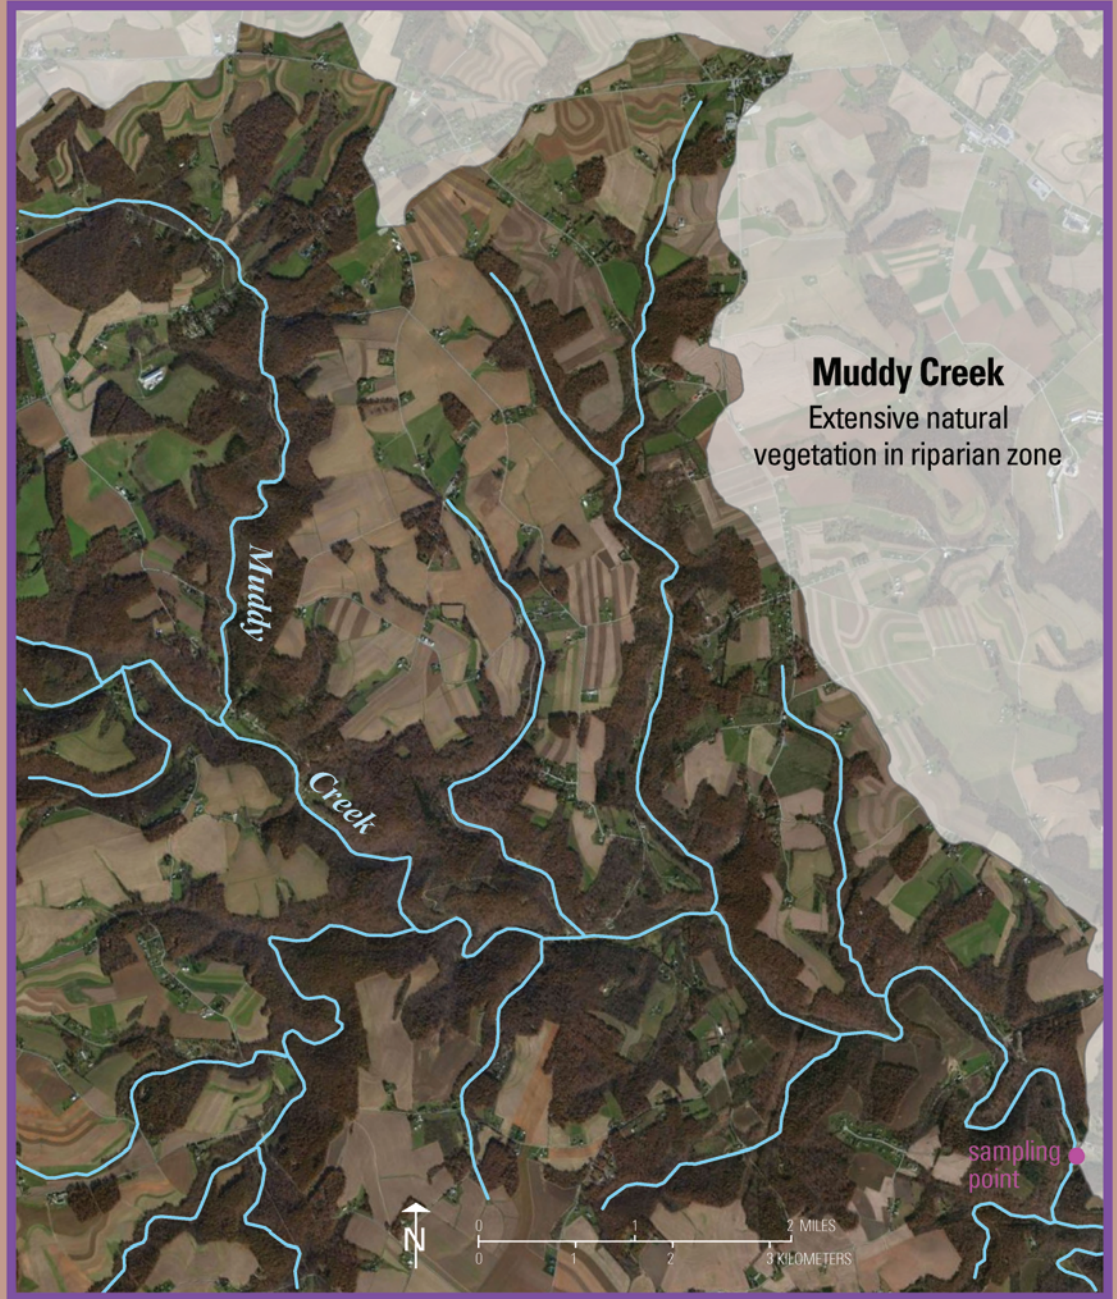 Muddy Creek
Extensive natural
vegetation in riparian zone
Muddy
Creek
sampling
point
N
0 1 2 MILES
0 1 2 3 KILOMETERS